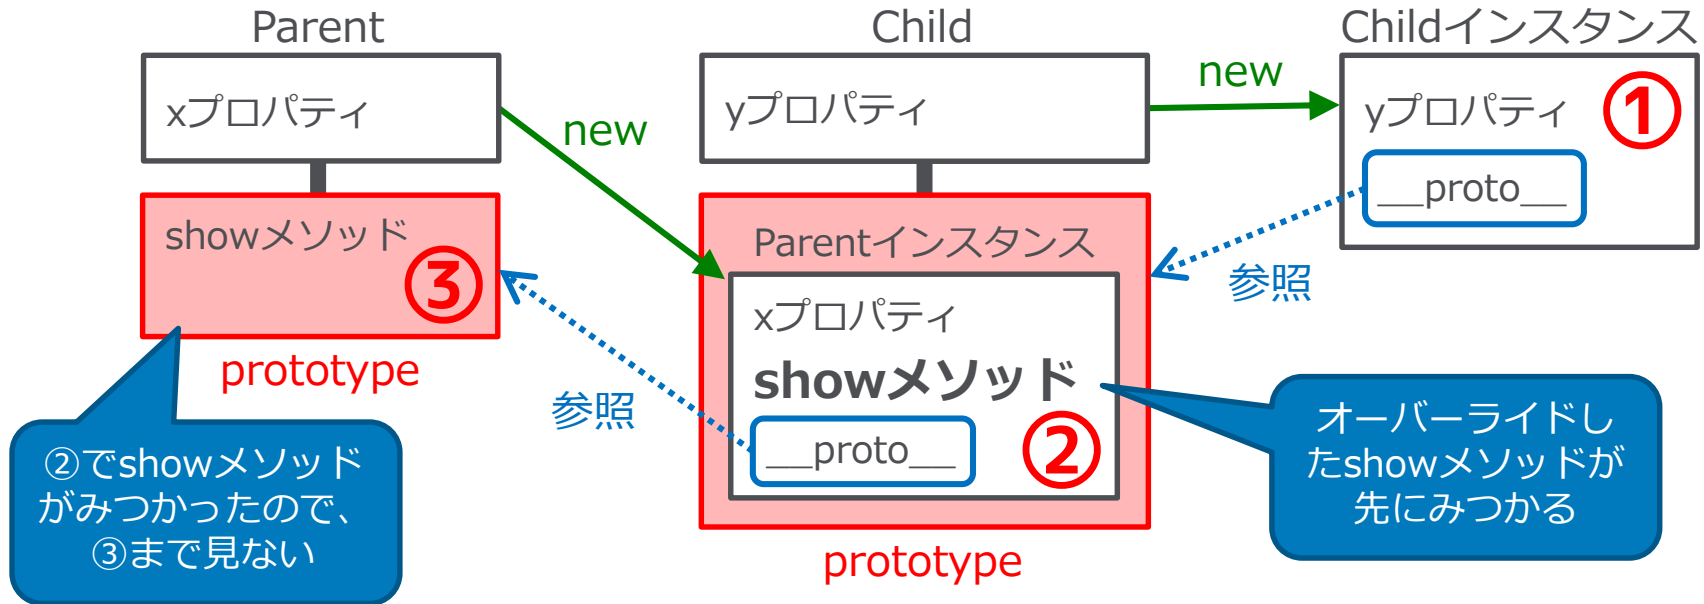 Parent
xプロパティ
showメソッド
③
prototype
②でshowメソッド
がみつかったので、
③まで見ない
new
参照
Child
yプロパティ
Parentインスタンス
xプロパティ
showメソッド
__proto__
②
prototype
new
参照
Childインスタンス
yプロパティ
①
__proto__
オーバーライドし
たshowメソッドが
先にみつかる